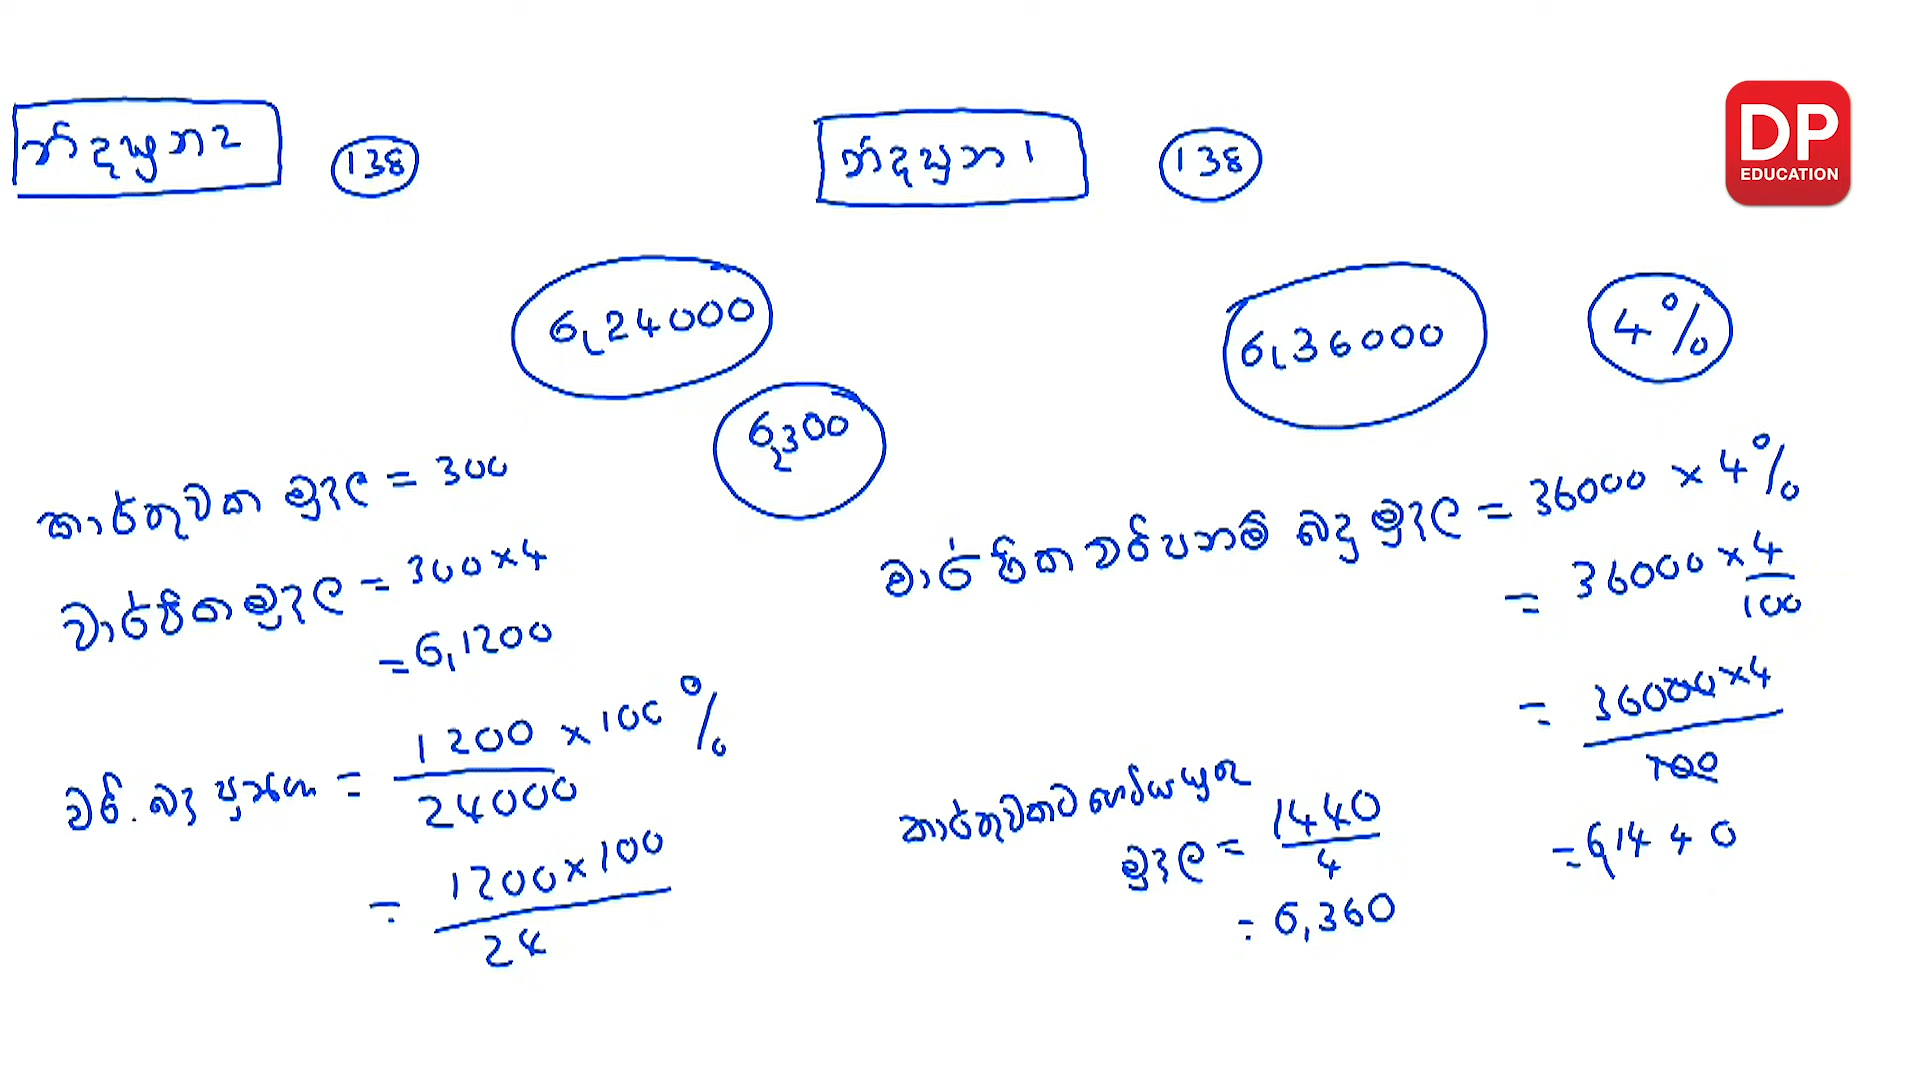 නිදසුන 2
138
රු 24000
රු 300
කාර්තුවක මුදල = 300
වාර්ෂික මුදල = 300 × 4
= රු 1200
වරි. බදු ප්‍රතිශතය = 1200/24000 × 100 %
= 1200 × 100/24
නිදසුන 1
138
රු 36000
4 %
වාර්ෂික වරිපනම් බදු මුදල = 36000 × 4 %
= 36000 × 4/100
= 36000 × 4/100
= රු 1440
කාර්තුවකට ගෙවිය යුතු
මුදල = 1440/4
= රු 360
DP
EDUCATION